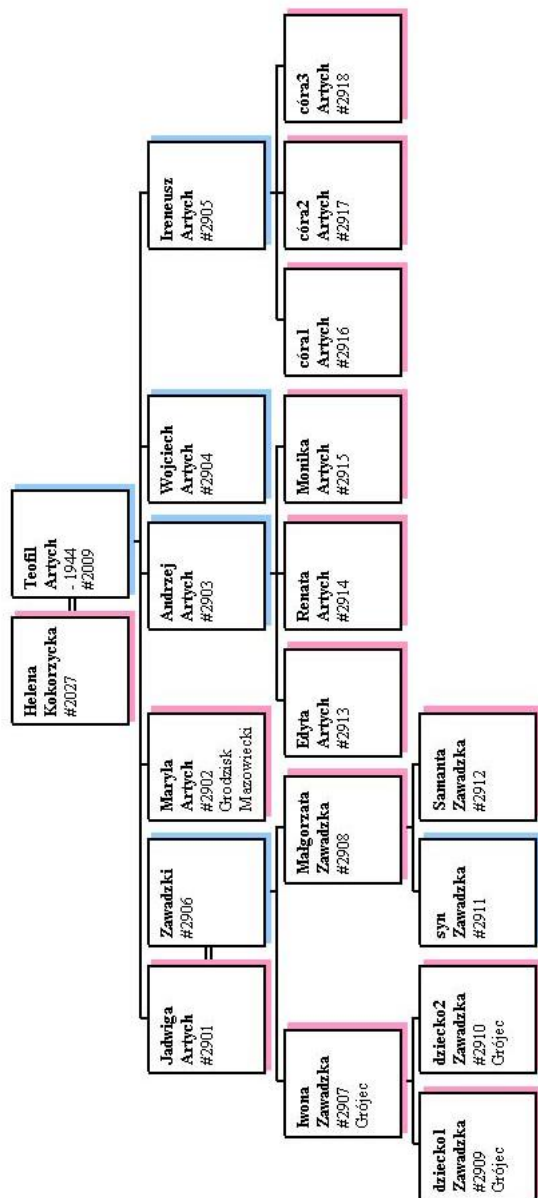 Helena
Kokorzycka
#2027
Teofil
Artych
- 1944
#2009
Jadwiga
Artych
#2901
Zawadzki
#2906
Maryla
Artych
#2902
Grodzisk
Mazowiecki
Andrzej
Artych
#2903
Wojciech
Artych
#2904
Ireneusz
Artych
#2905
Iwona
Zawadzka
#2907
Grójec
Małgorzata
Zawadzka
#2908
Edyta
Artych
#2913
Renata
Artych
#2914
Monika
Artych
#2915
córa1
Artych
#2916
córa2
Artych
#2917
córa3
Artych
#2918
dziecko1
Zawadzka
#2909
Grójec
dziecko2
Zawadzka
#2910
Grójec
syn
Zawadzka
#2911
Samanta
Zawadzka
#2912